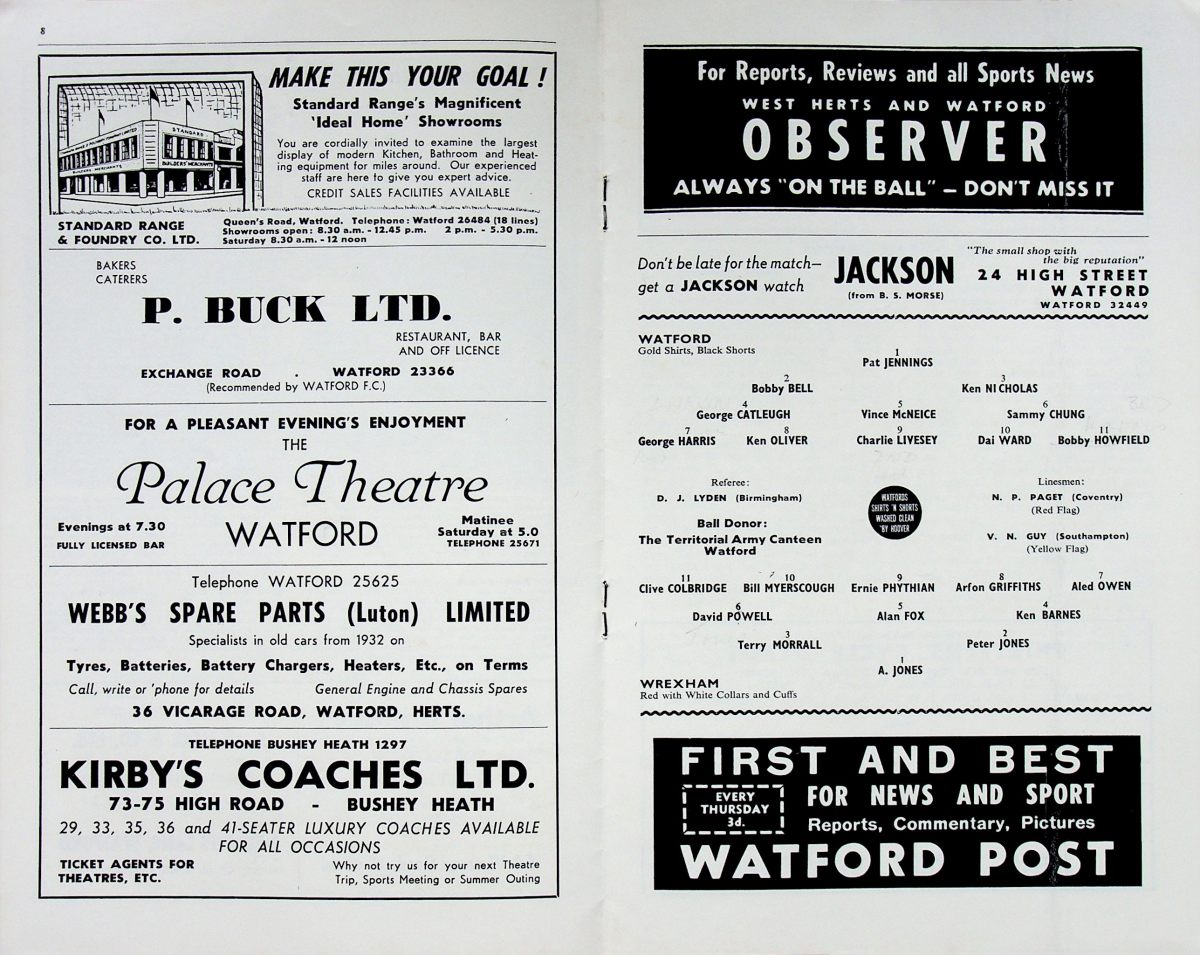 8
MAKE THIS YOUR GOAL !
Standard Range's Magnificent
'Ideal Home' Showrooms
You are cordially invited to examine the largest
display of modern Kitchen, Bathroom and Heat-
ing equipment for miles around. Our experienced
staff are here to give you expert advice.
CREDIT SALES FACILITIES AVAILABLE
STANDARD
BUILDERS' MERCHANTS
BUILDERS MERCHANTS
STANDARD RANGE
& FOUNDRY CO. LTD.
Queen's Road, Watford. Telephone: Watford 26484 (18 lines)
Showrooms open: 8.30 a.m. - 12.45 p.m. 2 p.m. - 5.30 p.m.
Saturday 8.30 a.m. - 12 noon
BAKERS
CATERERS
P. BUCK LTD.
RESTAURANT, BAR
AND OFF LICENCE
EXCHANGE ROAD . WATFORD 23366
(Recommended by WATFORD F.C.)
FOR A PLEASANT EVENING'S ENJOYMENT
THE
Palace Theatre
WATFORD
Evenings at 7.30
FULLY LICENSED BAR
Matinee
Saturday at 5.0
TELEPHONE 25671
Telephone WATFORD 25625
WEBB'S SPARE PARTS (Luton) LIMITED
Specialists in old cars from 1932 on
Tyres, Batteries, Battery Chargers, Heaters, Etc., on Terms
Call, write or 'phone for details General Engine and Chassis Spares
36 VICARAGE ROAD, WATFORD, HERTS.
TELEPHONE BUSHEY HEATH 1297
KIRBY'S COACHES LTD.
73-75 HIGH ROAD - BUSHEY HEATH
29, 33, 35, 36 and 41-SEATER LUXURY COACHES AVAILABLE
FOR ALL OCCASIONS
TICKET AGENTS FOR
THEATRES, ETC.
Why not try us for your next Theatre
Trip, Sports Meeting or Summer Outing
For Reports, Reviews and all Sports News
WEST HERTS AND WATFORD
OBSERVER
ALWAYS "ON THE BALL" – DON'T MISS IT
Don't be late for the match—
get a JACKSON watch
JACKSON
(from B. S. MORSE)
"The small shop with
the big reputation"
24 HIGH STREET
WATFORD
WATFORD 32449
WATFORD
Gold Shirts, Black Shorts
1
Pat JENNINGS
2 3
Bobby BELL Ken NICHOLAS
4 5 6
George CATLEUGH Vince McNEICE Sammy CHUNG
7 8 9 10 11
George HARRIS Ken OLIVER Charlie LIVESEY Dai WARD Bobby HOWFIELD
Referee:
D. J. LYDEN (Birmingham)
Ball Donor:
The Territorial Army Canteen
Watford
WATFORDS
SHIRTS 'N SHORTS
WASHED CLEAN
'BY HOOVER
Linesmen:
N. P. PAGET (Coventry)
(Red Flag)
V. N. GUY (Southampton)
(Yellow Flag)
11 10 9 8 7
Clive COLBRIDGE Bill MYERSCOUGH Ernie PHYTHIAN Arfon GRIFFITHS Aled OWEN
6 5 4
David POWELL Alan FOX Ken BARNES
3 2
Terry MORRALL Peter JONES
1
A. JONES
WREXHAM
Red with White Collars and Cuffs
FIRST AND BEST
EVERY
THURSDAY
3d.
FOR NEWS AND SPORT
Reports, Commentary, Pictures
WATFORD POST